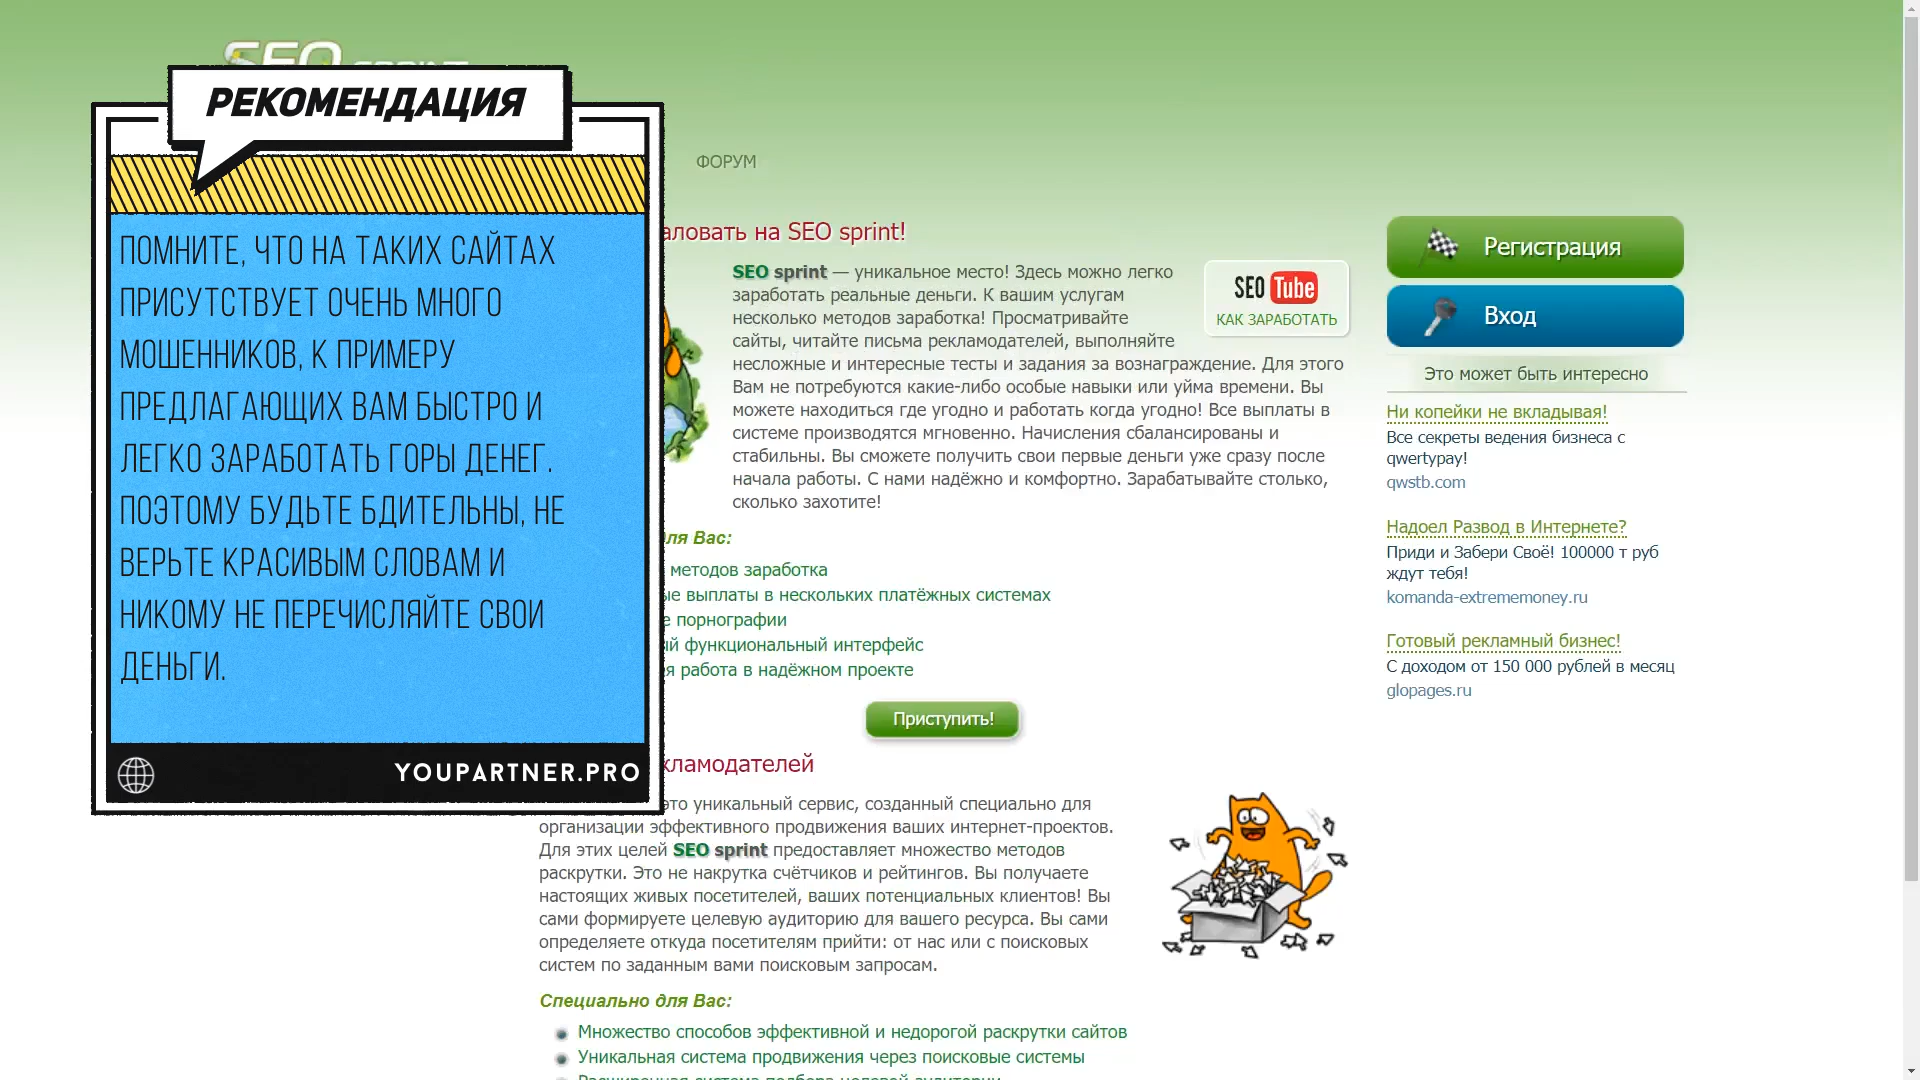 SEO sprint
РЕКОМЕНДАЦИЯ
ПОМНИТЕ, ЧТО НА ТАКИХ САЙТАХ
ПРИСУТСТВУЕТ ОЧЕНЬ МНОГО
МОШЕННИКОВ, К ПРИМЕРУ
ПРЕДЛАГАЮЩИХ ВАМ БЫСТРО И
ЛЕГКО ЗАРАБОТАТЬ ГОРЫ ДЕНЕГ.
ПОЭТОМУ БУДЬТЕ БДИТЕЛЬНЫ, НЕ
ВЕРЬТЕ КРАСИВЫМ СЛОВАМ И
НИКОМУ НЕ ПЕРЕЧИСЛЯЙТЕ СВОИ
ДЕНЬГИ.
YOUPARTNER.PRO
ФОРУМ
на SEO sprint!
SEO sprint — уникальное место! Здесь можно легко
заработать реальные деньги. К вашим услугам
несколько методов заработка! Просматривайте
сайты, читайте письма рекламодателей, выполняйте
несложные и интересные тесты и задания за вознаграждение. Для этого
Вам не потребуются какие-либо особые навыки или уйма времени. Вы
можете находиться где угодно и работать когда угодно! Все выплаты в
системе производятся мгновенно. Начисления сбалансированы и
стабильны. Вы сможете получить свои первые деньги уже сразу после
начала работы. С нами надёжно и комфортно. Зарабатывайте столько,
сколько захотите!
SEO Tube
КАК ЗАРАБОТАТЬ
Вас:
методов заработка
выплаты в нескольких платёжных системах
порнографии
функциональный интерфейс
работа в надёжном проекте
Приступить!
это уникальный сервис, созданный специально для
организации эффективного продвижения ваших интернет-проектов.
Для этих целей SEO sprint предоставляет множество методов
раскрутки. Это не накрутка счётчиков и рейтингов. Вы получаете
настоящих живых посетителей, ваших потенциальных клиентов! Вы
сами формируете целевую аудиторию для вашего ресурса. Вы сами
определяете откуда посетителям прийти: от нас или с поисковых
систем по заданным вами поисковым запросам.
Специально для Вас:
Множество способов эффективной и недорогой раскрутки сайтов
Уникальная система продвижения через поисковые системы
Регистрация
Вход
Это может быть интересно
Ни копейки не вкладывая!
Все секреты ведения бизнеса с
qwertypay!
qwstb.com
Надоел Развод в Интернете?
Приди и Забери Своё! 100000 т руб
ждут тебя!
komanda-extrememoney.ru
Готовый рекламный бизнес!
С доходом от 150 000 рублей в месяц
glopages.ru